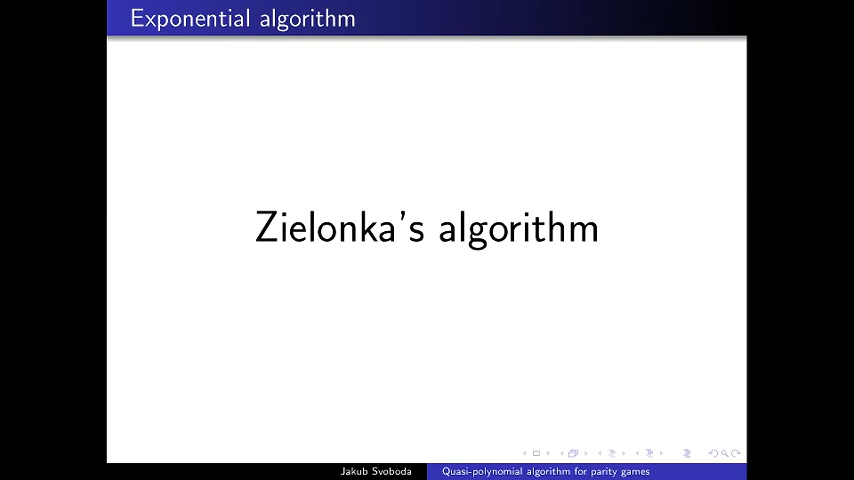 Exponential algorithm
Zielonka's algorithm
Jakub Svoboda
Quasi-polynomial algorithm for parity games